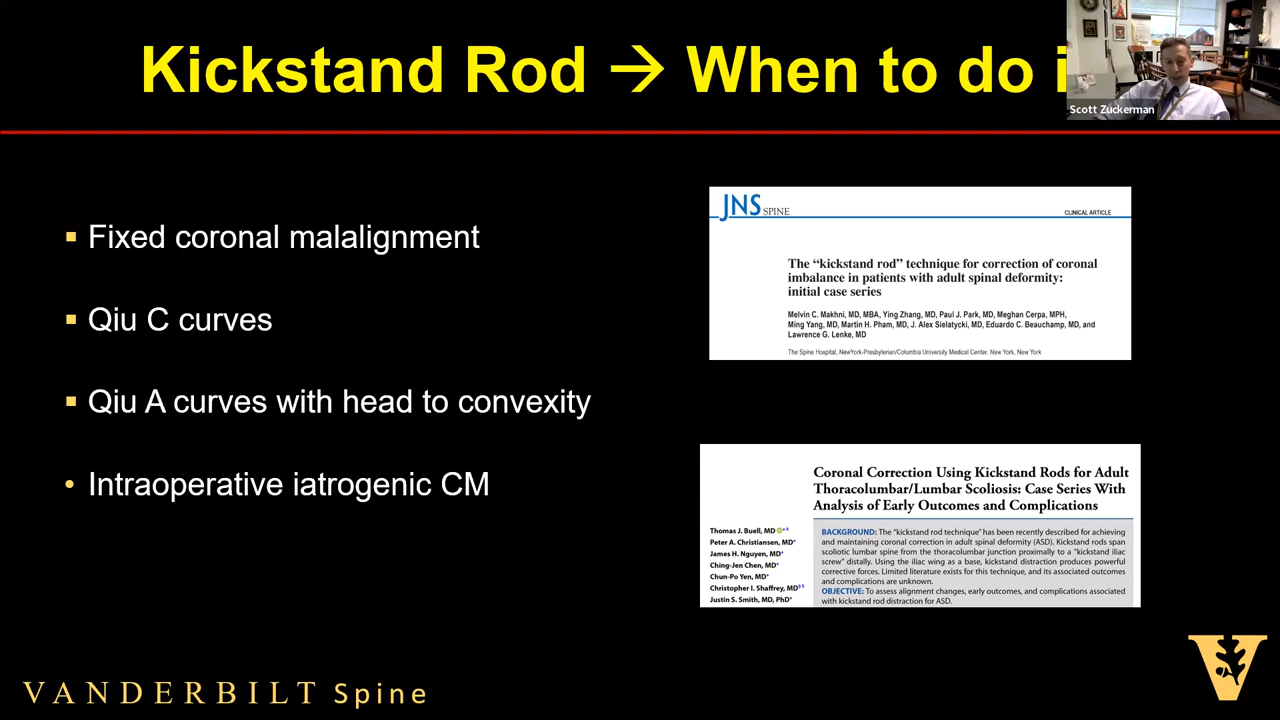 Kickstand Rod → When to do i
Scott Zuckerman
▪ Fixed coronal malalignment
▪ Qiu C curves
▪ Qiu A curves with head to convexity
• Intraoperative iatrogenic CM
JNS SPINE
CLINICAL ARTICLE
The “kickstand rod” technique for correction of coronal
imbalance in patients with adult spinal deformity:
initial case series
Melvin C. Makhni, MD, MBA, Ying Zhang, MD, Paul J. Park, MD, Meghan Cerpa, MPH,
Ming Yang, MD, Martin H. Pham, MD, J. Alex Sielatycki, MD, Eduardo C. Beauchamp, MD, and
Lawrence G. Lenke, MD
The Spine Hospital, NewYork-Presbyterian/Columbia University Medical Center, New York, New York
Coronal Correction Using Kickstand Rods for Adult
Thoracolumbar/Lumbar Scoliosis: Case Series With
Analysis of Early Outcomes and Complications
Thomas J. Buell, MD *‡
Peter A. Christiansen, MD*
James H. Nguyen, MD*
Ching-Jen Chen, MD*
Chun-Po Yen, MD*
Christopher I. Shaffrey, MD§¶
Justin S. Smith, MD, PhD*
BACKGROUND: The “kickstand rod technique” has been recently described for achieving
and maintaining coronal correction in adult spinal deformity (ASD). Kickstand rods span
scoliotic lumbar spine from the thoracolumbar junction proximally to a “kickstand iliac
screw” distally. Using the iliac wing as a base, kickstand distraction produces powerful
corrective forces. Limited literature exists for this technique, and its associated outcomes
and complications are unknown.
OBJECTIVE: To assess alignment changes, early outcomes, and complications associated
with kickstand rod distraction for ASD.
VANDERBILT Spine
V